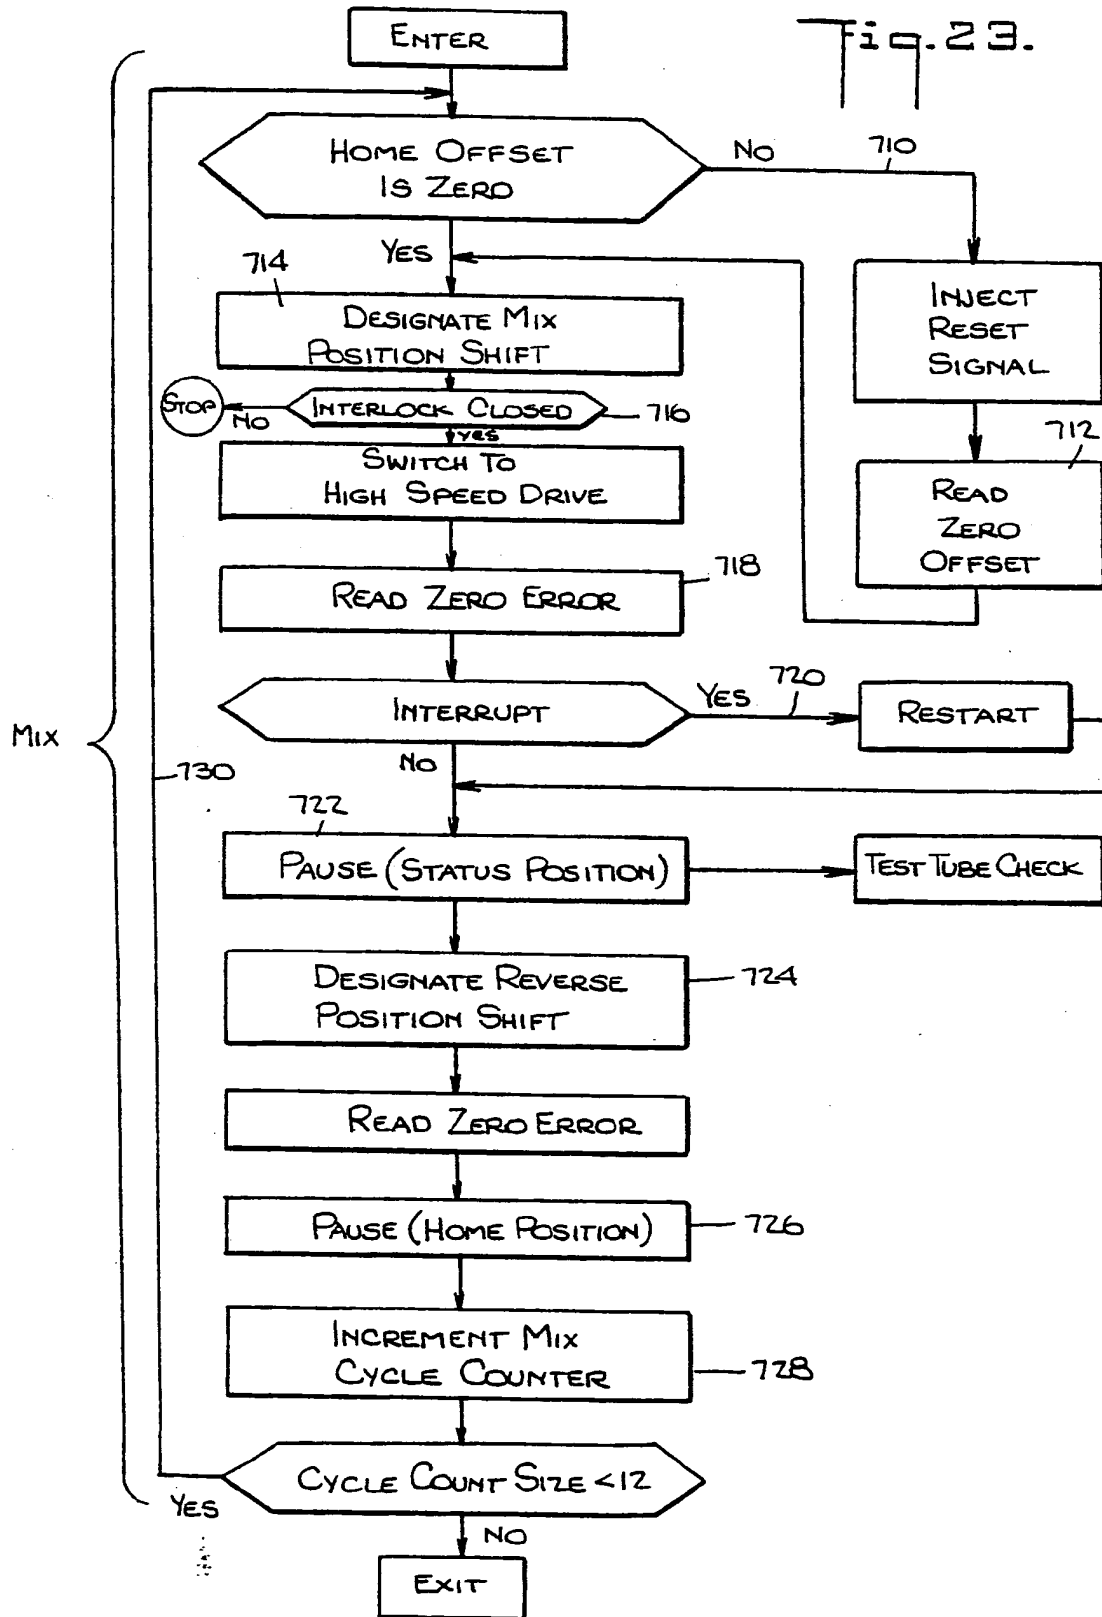 Fig. 23.
ENTER
HOME OFFSET
IS ZERO
NO
710
YES
714
DESIGNATE MIX
POSITION SHIFT
INJECT
RESET
SIGNAL
STOP
NO
INTERLOCK CLOSED
716
yes
SWITCH TO
HIGH SPEED DRIVE
712
READ
ZERO
OFFSET
READ ZERO ERROR
718
INTERRUPT
YES
720
RESTART
NO
MIX
730
722
PAUSE (STATUS POSITION)
TEST TUBE CHECK
DESIGNATE REVERSE
POSITION SHIFT
724
READ ZERO ERROR
PAUSE (HOME POSITION)
726
INCREMENT MIX
CYCLE COUNTER
728
CYCLE COUNT SIZE <12
YES
NO
EXIT